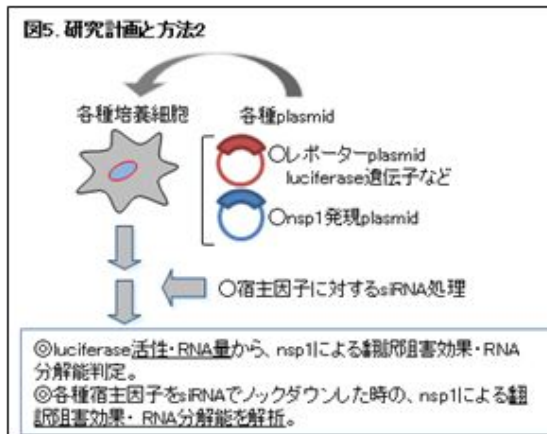 図5. 研究計画と方法2
各種培養細胞
各種plasmid
○レポーターplasmid
luciferase遺伝子など
○nsp1発現plasmid
○宿主因子に対するsiRNA処理
◎luciferase活性・RNA量から、nsp1による翻訳阻害効果・RNA
分解能判定。
◎各種宿主因子をsiRNAでノックダウンした時の、nsp1による翻
訳阻害効果・ RNA分解能を解析。